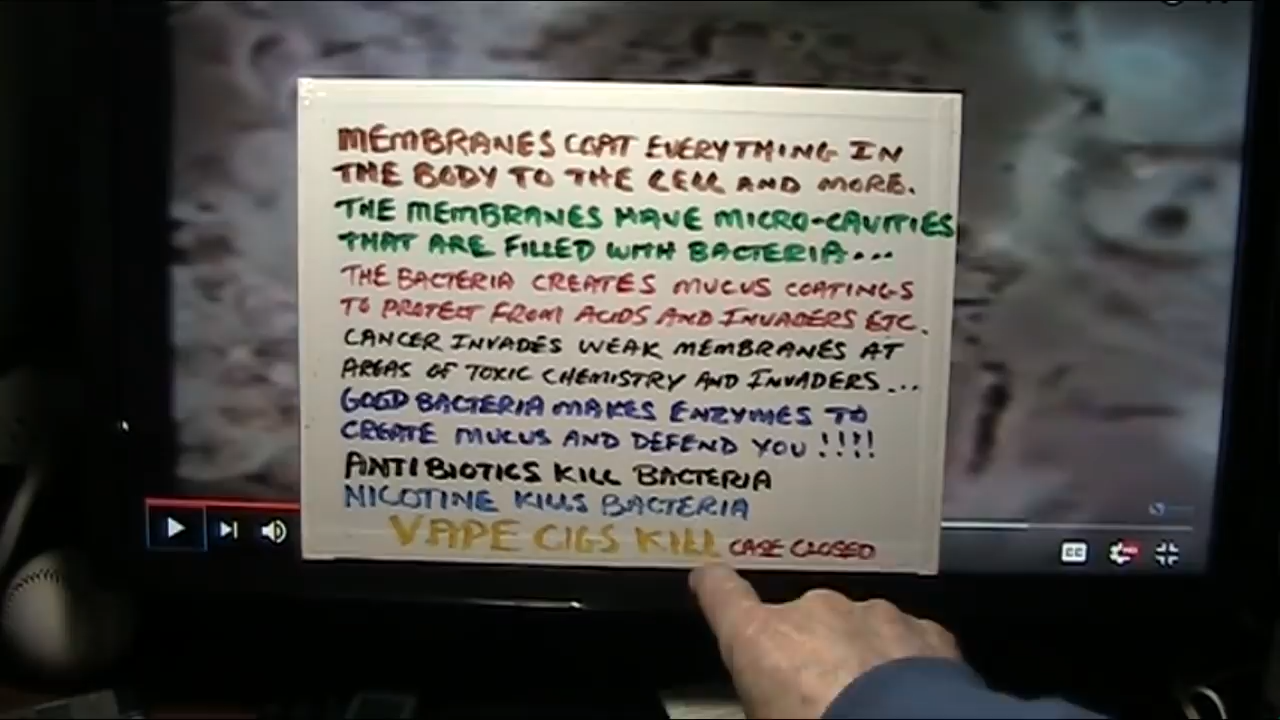 MEMBRANES COAT EVERYTHING IN
THE BODY TO THE CELL AND MORE.
THE MEMBRANES HAVE MICRO-CAVITIES
THAT ARE FILLED WITH BACTERIA...
THE BACTERIA CREATES MUCUS COATINGS
TO PROTECT FROM ACIDS AND INVADERS ETC.
CANCER INVADES WEAK MEMBRANES AT
AREAS OF TOXIC CHEMISTRY AND INVADERS...
GOOD BACTERIA MAKES ENZYMES TO
CREATE MUCUS AND DEFEND YOU!!!!
ANTIBIOTICS KILL BACTERIA
NICOTINE KILLS BACTERIA
VAPE CIGS KILL CASE CLOSED
CC